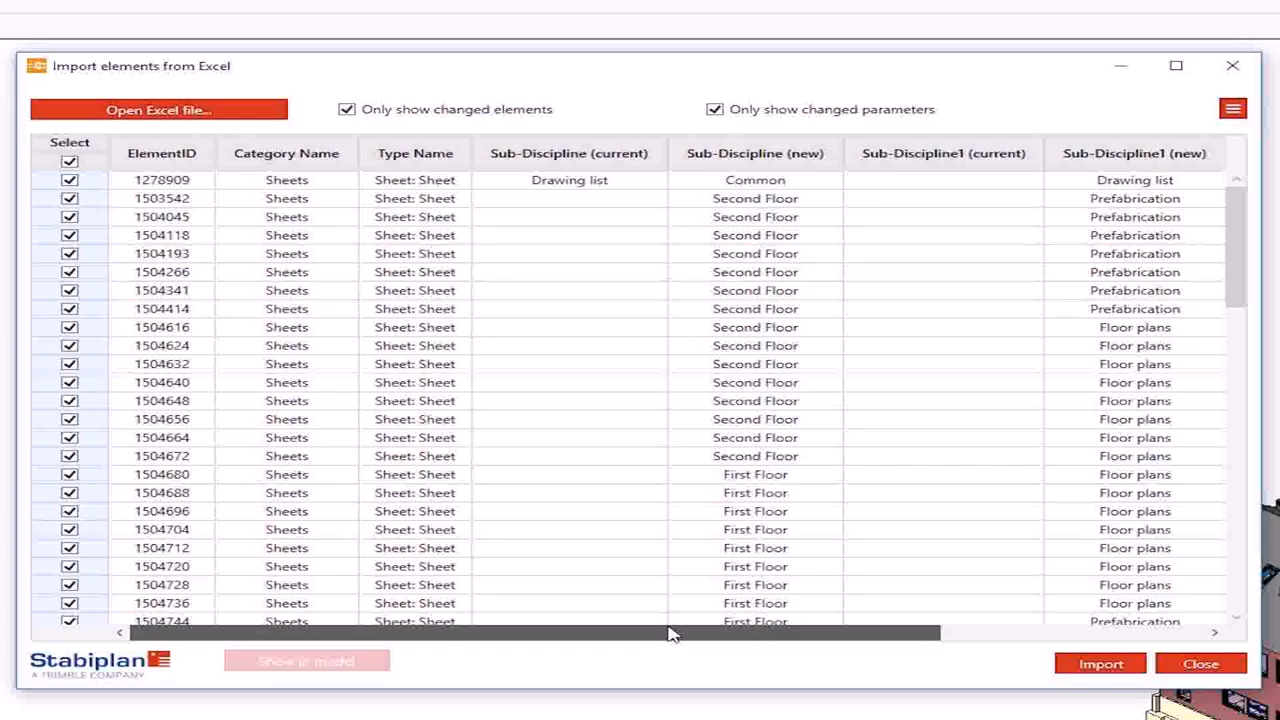 Import elements from Excel
Open Excel file...
Only show changed elements
Only show changed parameters
Select ElementID Category Name Type Name Sub-Discipline (current) Sub-Discipline (new) Sub-Discipline1 (current) Sub-Discipline1 (new)
1278909 Sheets Sheet: Sheet Drawing list Common Drawing list
1503542 Sheets Sheet: Sheet Second Floor Prefabrication
1504045 Sheets Sheet: Sheet Second Floor Prefabrication
1504118 Sheets Sheet: Sheet Second Floor Prefabrication
1504193 Sheets Sheet: Sheet Second Floor Prefabrication
1504266 Sheets Sheet: Sheet Second Floor Prefabrication
1504341 Sheets Sheet: Sheet Second Floor Prefabrication
1504414 Sheets Sheet: Sheet Second Floor Prefabrication
1504616 Sheets Sheet: Sheet Second Floor Floor plans
1504624 Sheets Sheet: Sheet Second Floor Floor plans
1504632 Sheets Sheet: Sheet Second Floor Floor plans
1504640 Sheets Sheet: Sheet Second Floor Floor plans
1504648 Sheets Sheet: Sheet Second Floor Floor plans
1504656 Sheets Sheet: Sheet Second Floor Floor plans
1504664 Sheets Sheet: Sheet Second Floor Floor plans
1504672 Sheets Sheet: Sheet Second Floor Floor plans
1504680 Sheets Sheet: Sheet First Floor Floor plans
1504688 Sheets Sheet: Sheet First Floor Floor plans
1504696 Sheets Sheet: Sheet First Floor Floor plans
1504704 Sheets Sheet: Sheet First Floor Floor plans
1504712 Sheets Sheet: Sheet First Floor Floor plans
1504720 Sheets Sheet: Sheet First Floor Floor plans
1504728 Sheets Sheet: Sheet First Floor Floor plans
1504736 Sheets Sheet: Sheet First Floor Floor plans
1504744 Sheets Sheet: Sheet First Floor Prefabrication
Stabiplan
A TRIMBLE COMPANY
Show in model
Import
Close